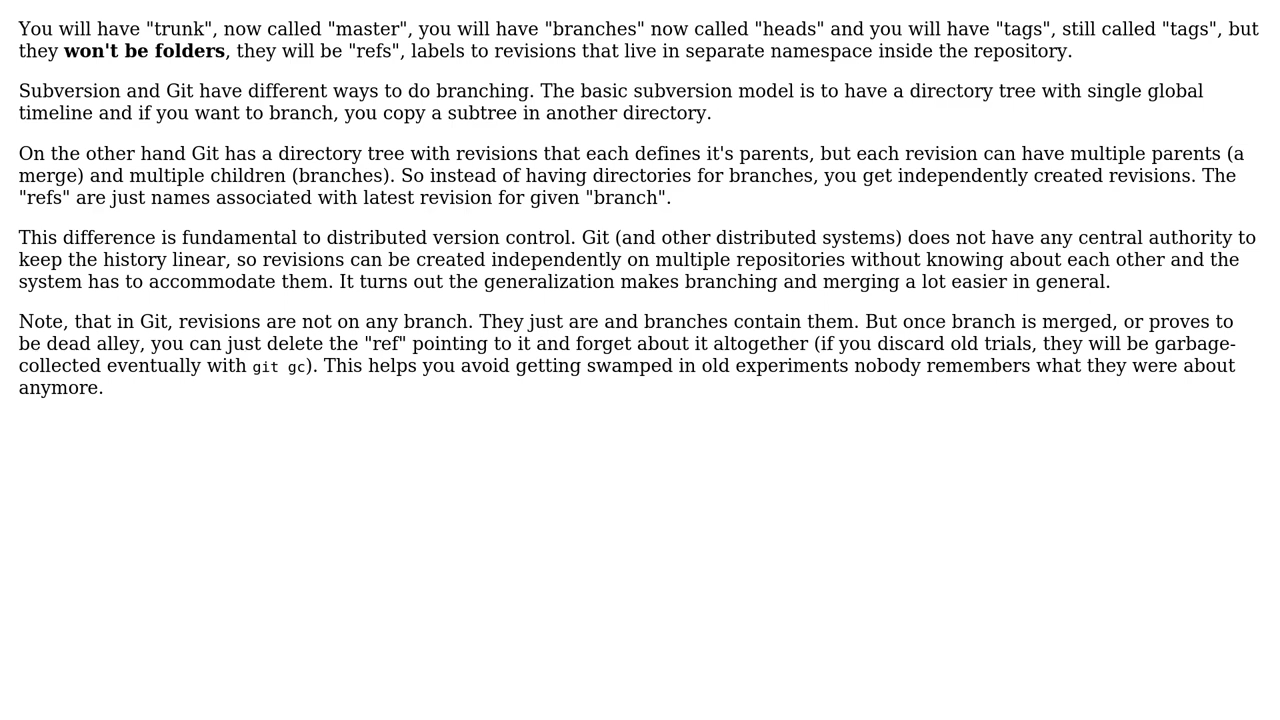 You will have "trunk", now called "master", you will have "branches" now called "heads" and you will have "tags", still called "tags", but
they won't be folders, they will be "refs", labels to revisions that live in separate namespace inside the repository.
Subversion and Git have different ways to do branching. The basic subversion model is to have a directory tree with single global
timeline and if you want to branch, you copy a subtree in another directory.
On the other hand Git has a directory tree with revisions that each defines it's parents, but each revision can have multiple parents (a
merge) and multiple children (branches). So instead of having directories for branches, you get independently created revisions. The
"refs" are just names associated with latest revision for given "branch".
This difference is fundamental to distributed version control. Git (and other distributed systems) does not have any central authority to
keep the history linear, so revisions can be created independently on multiple repositories without knowing about each other and the
system has to accommodate them. It turns out the generalization makes branching and merging a lot easier in general.
Note, that in Git, revisions are not on any branch. They just are and branches contain them. But once branch is merged, or proves to
be dead alley, you can just delete the "ref" pointing to it and forget about it altogether (if you discard old trials, they will be garbage-
collected eventually with git gc). This helps you avoid getting swamped in old experiments nobody remembers what they were about
anymore.